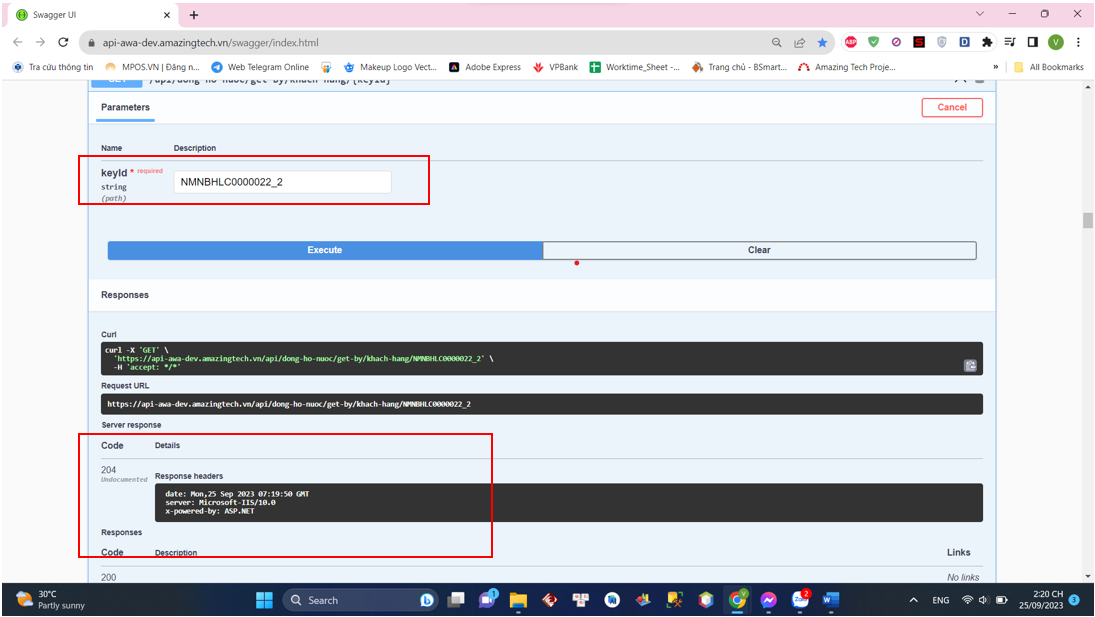 Swagger UI
api-awa-dev.amazingtech.vn/swagger/index.html
ABP
S
D
V
Tra cứu thông tin
MPOS.VN | Đăng n...
Web Telegram Online
Makeup Logo Vect...
Adobe Express
VPBank
Worktime_Sheet -...
Trang chủ - BSmart...
Amazing Tech Proje...
»
All Bookmarks
GET /api/dong-ho-nuoc/get-by/khach-hang/{keyId}
Parameters
Cancel
Name Description
keyId * required
string
(path)
NMNBHLC0000022_2
Execute
Clear
Responses
Curl
curl -X 'GET' \
'https://api-awa-dev.amazingtech.vn/api/dong-ho-nuoc/get-by/khach-hang/NMNBHLC0000022_2' \
-H 'accept: */*'
Request URL
https://api-awa-dev.amazingtech.vn/api/dong-ho-nuoc/get-by/khach-hang/NMNBHLC0000022_2
Server response
Code Details
204
Undocumented
Response headers
date: Mon,25 Sep 2023 07:19:50 GMT
server: Microsoft-IIS/10.0
x-powered-by: ASP.NET
Responses
Code Description Links
200 No links
30°C
Partly sunny
Search
1
2
ENG
2:20 CH
25/09/2023
3